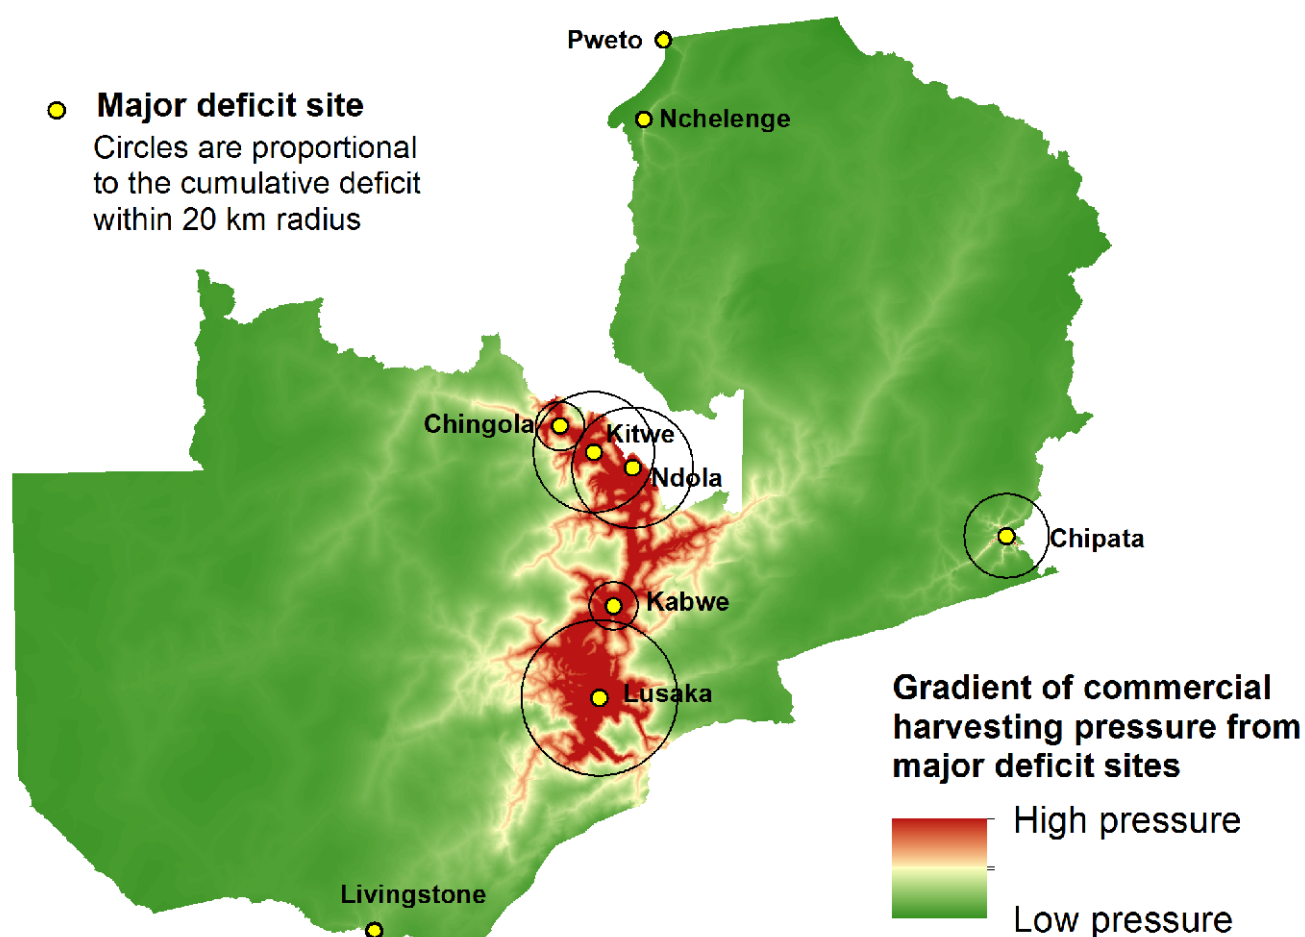 Pweto
Major deficit site
Circles are proportional
to the cumulative deficit
within 20 km radius
Nchelenge
Chingola
Kitwe
Ndola
Chipata
Kabwe
Lusaka
Livingstone
Gradient of commercial
harvesting pressure from
major deficit sites
High pressure
Low pressure